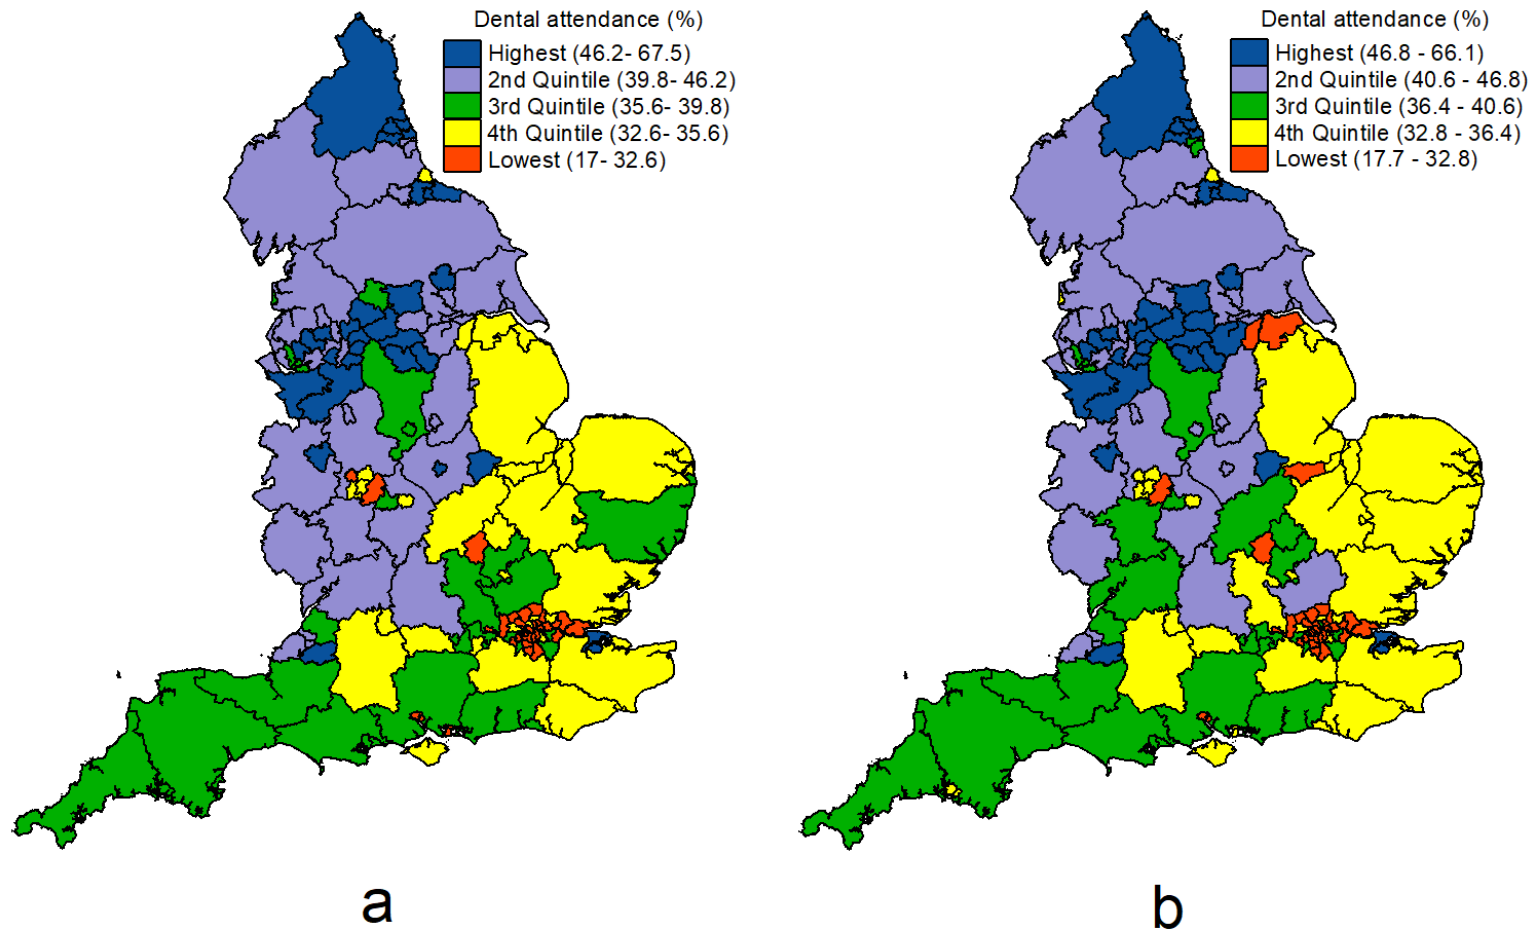 Dental attendance (%)
Highest (46.2- 67.5)
2nd Quintile (39.8- 46.2)
3rd Quintile (35.6- 39.8)
4th Quintile (32.6- 35.6)
Lowest (17- 32.6)
Dental attendance (%)
Highest (46.8 - 66.1)
2nd Quintile (40.6 - 46.8)
3rd Quintile (36.4 - 40.6)
4th Quintile (32.8 - 36.4)
Lowest (17.7 - 32.8)
a
b